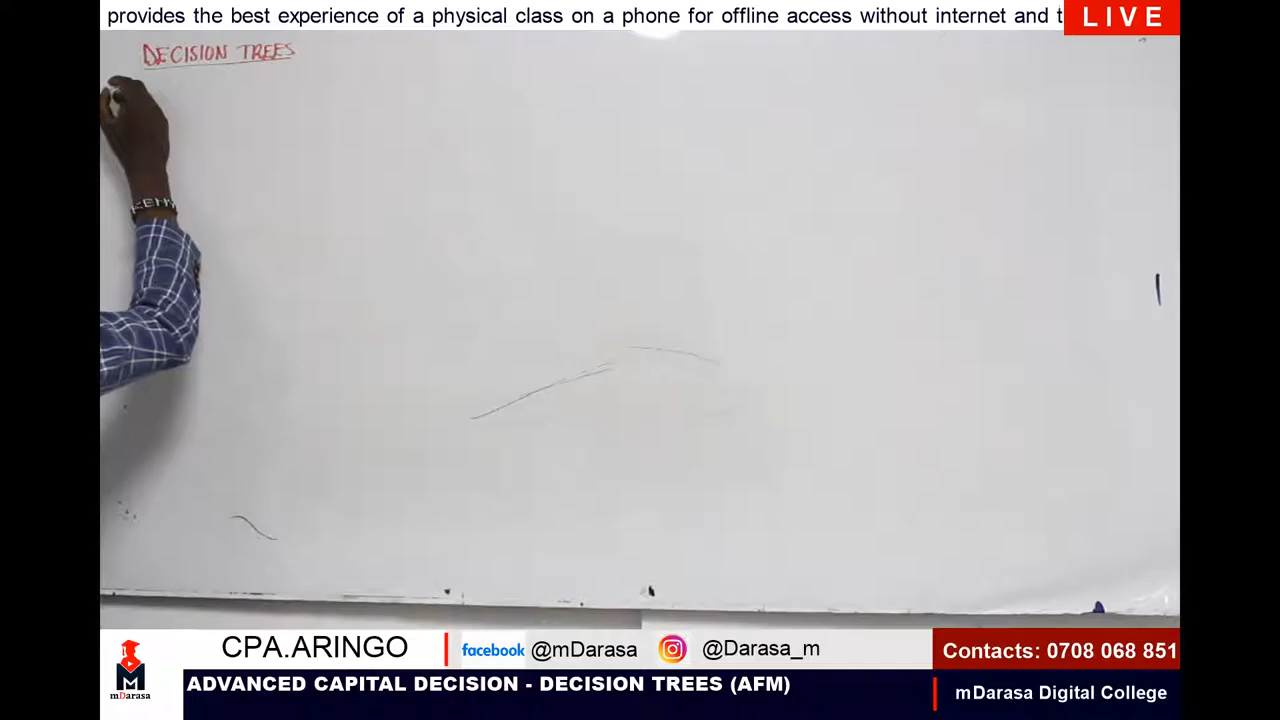 provides the best experience of a physical class on a phone for offline access without internet and t
LIVE
DECISION TREES
KENY
CPA.ARINGO
facebook @mDarasa
@Darasa_m
Contacts: 0708 068 851
M
mDarasa
ADVANCED CAPITAL DECISION - DECISION TREES (AFM)
mDarasa Digital College